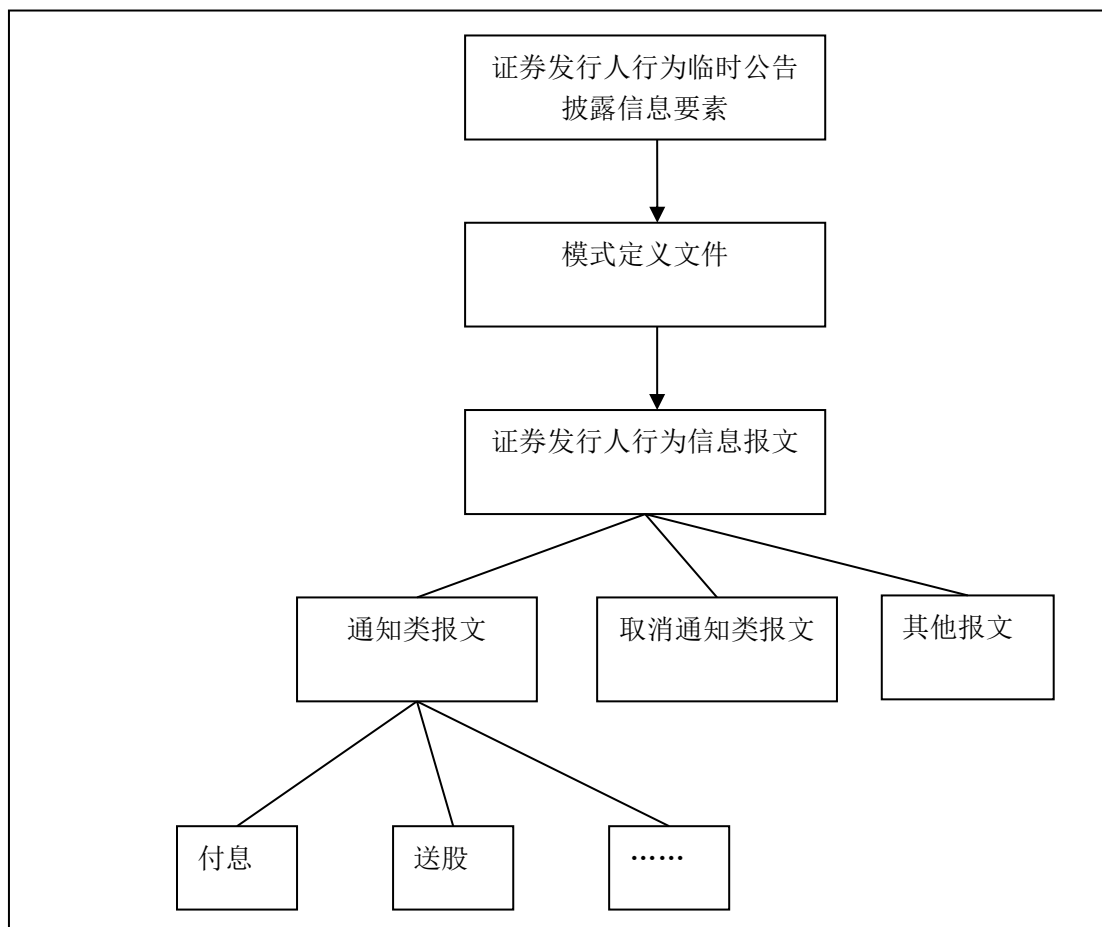 证券发行人行为临时公告
披露信息要素
模式定义文件
证券发行人行为信息报文
通知类报文
取消通知类报文
其他报文
付息
送股
……